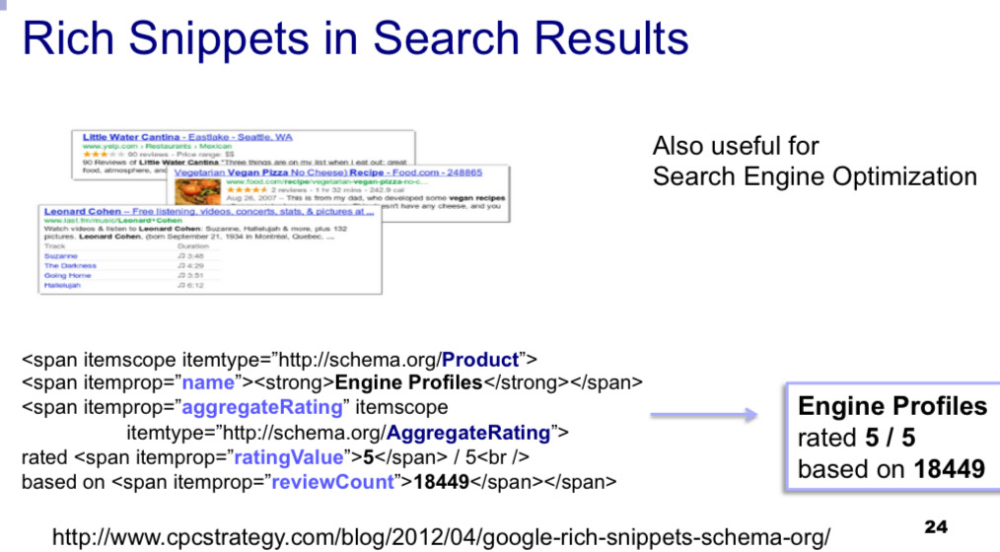 Rich Snippets in Search Results
Little Water Cantina - Eastlake - Seattle, WA
www.yelp.com › Restaurants › Mexican
90 reviews - Price range: $$
90 Reviews of Little Water Cantina "Three things are on my list when I eat out: great
food, atmosphere, and
Vegetarian Vegan Pizza No Cheese) Recipe - Food.com - 248865
www.food.com/recipe/vegetarian-vegan-pizza-no-c...
2 reviews - 1 hr 32 mins - 242.9 cal
Aug 26, 2007 – This is from my dad, who developed some vegan recipes
esn't have any cheese, and you
Leonard Cohen – Free listening, videos, concerts, stats, & pictures at ...
www.last.fm/music/Leonard+Cohen
Watch videos & listen to Leonard Cohen: Suzanne, Hallelujah & more, plus 132
pictures. Leonard Cohen, (born September 21, 1934 in Montréal, Quebec, ...
Track Duration
Suzanne 3:48
The Darkness 4:29
Going Home 3:51
Hallelujah 6:12
Also useful for
Search Engine Optimization
<span itemscope itemtype=”http://schema.org/Product”>
<span itemprop=”name”><strong>Engine Profiles</strong></span>
<span itemprop=”aggregateRating” itemscope
itemtype=”http://schema.org/AggregateRating”>
rated <span itemprop=”ratingValue”>5</span> / 5<br />
based on <span itemprop=”reviewCount”>18449</span></span>
Engine Profiles
rated 5 / 5
based on 18449
http://www.cpcstrategy.com/blog/2012/04/google-rich-snippets-schema-org/
24